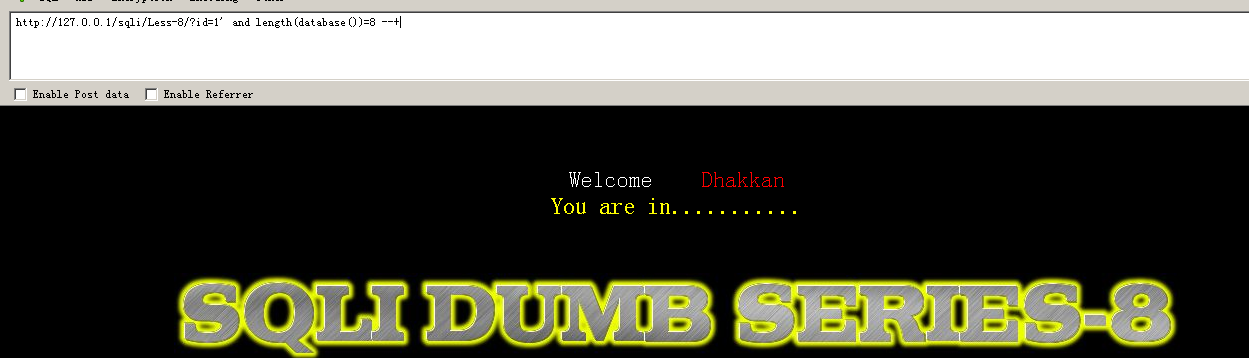 http://127.0.0.1/sqli/Less-8/?id=1' and length(database())=8 --+
Enable Post data Enable Referrer
Welcome Dhakkan
You are in...........
SQLI DUMB SERIES-8